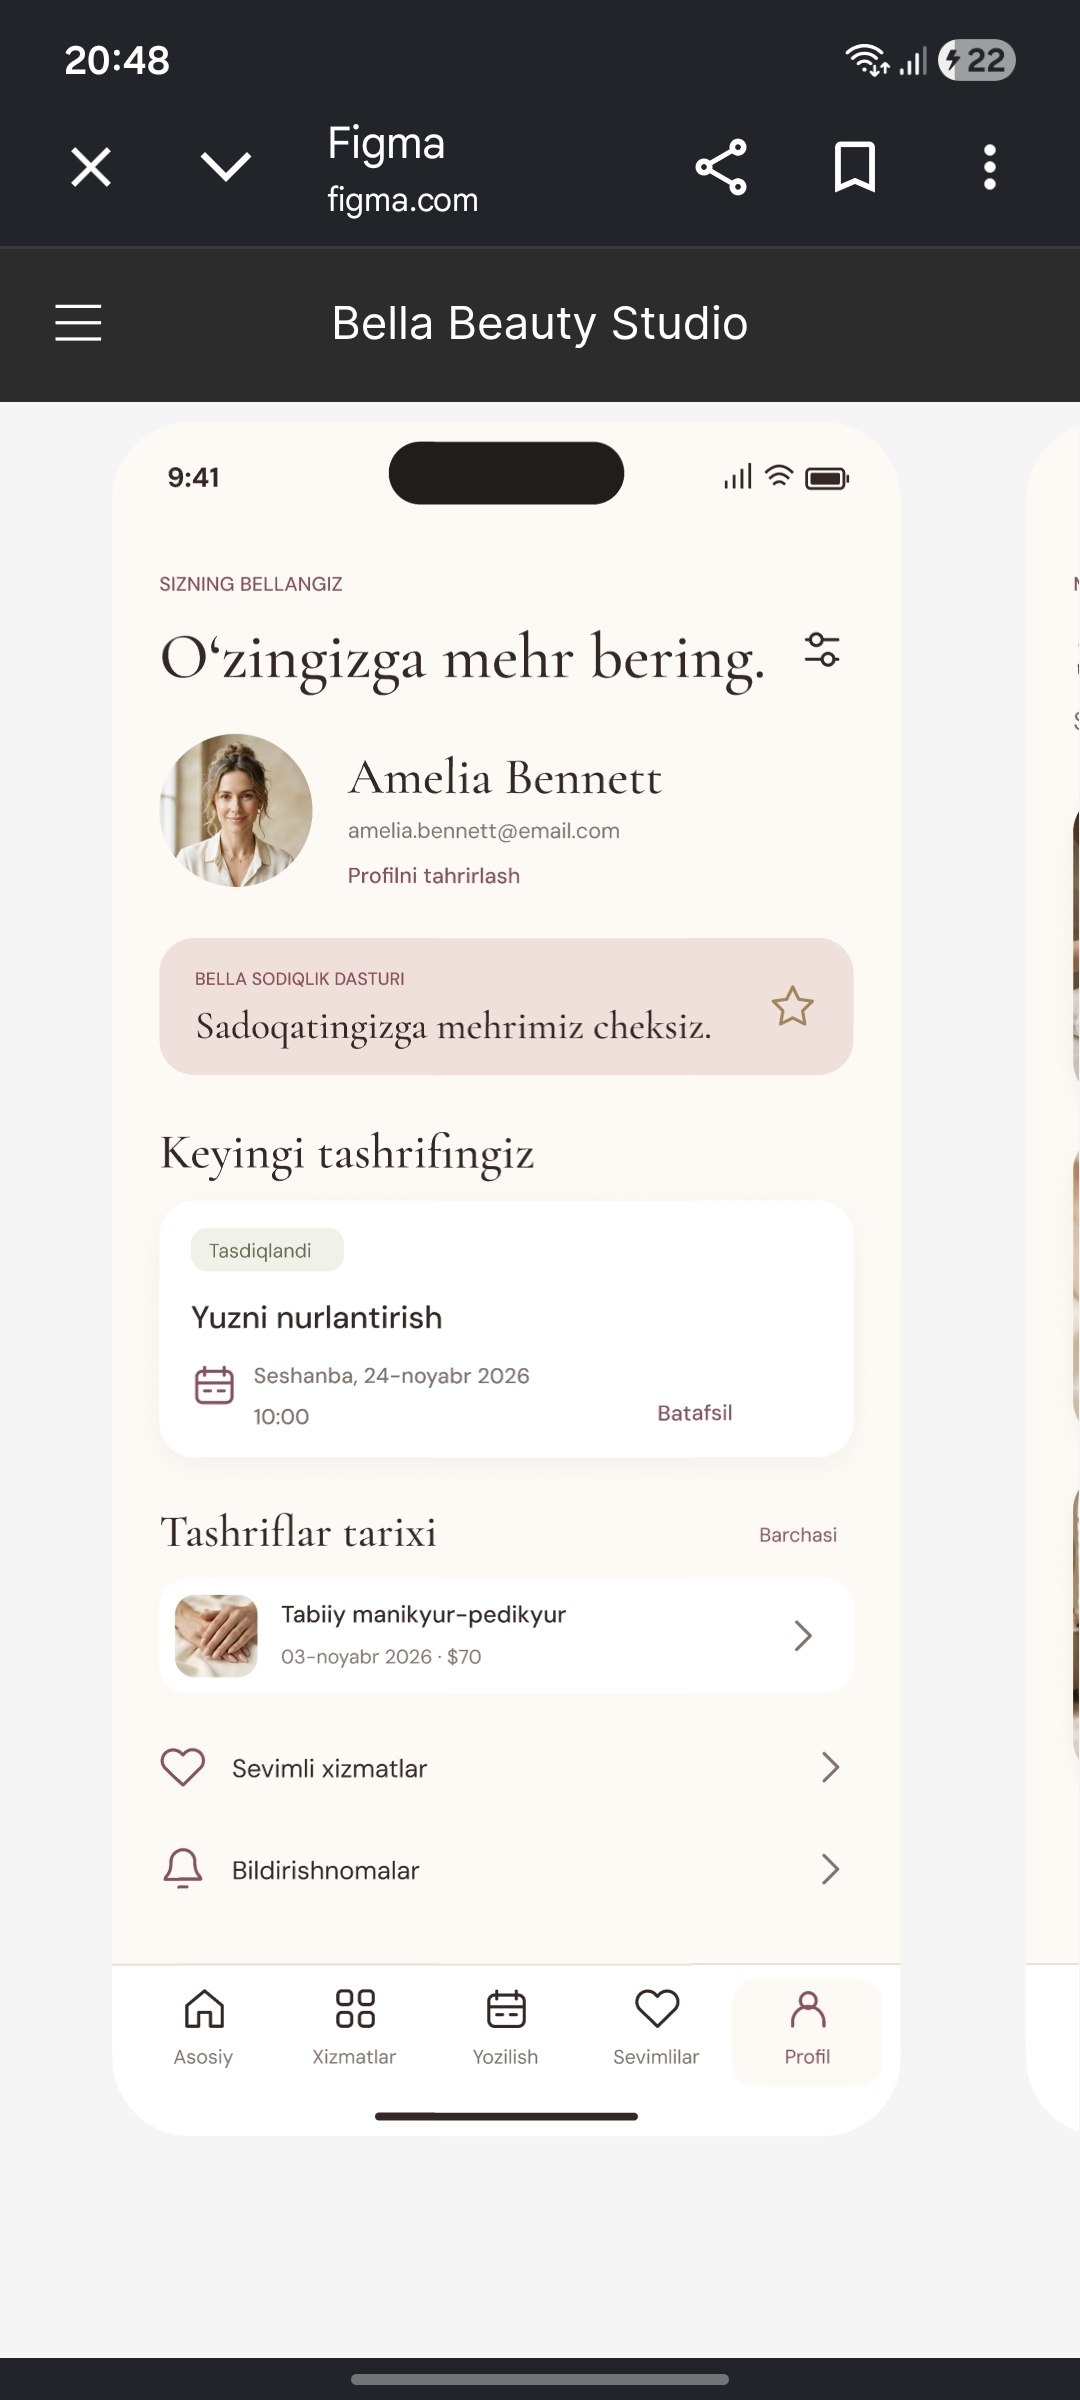 20:48
22
Figma
figma.com
Bella Beauty Studio
9:41
SIZNING BELLANGIZ
Oʻzingizga mehr bering.
Amelia Bennett
amelia.bennett@email.com
Profilni tahrirlash
BELLA SODIQLIK DASTURI
Sadoqatingizga mehrimiz cheksiz.
Keyingi tashrifingiz
Tasdiqlandi
Yuzni nurlantirish
Seshanba, 24-noyabr 2026
10:00
Batafsil
Tashriflar tarixi
Barchasi
Tabiiy manikyur-pedikyur
03-noyabr 2026 · $70
Sevimli xizmatlar
Bildirishnomalar
Asosiy
Xizmatlar
Yozilish
Sevimlilar
Profil